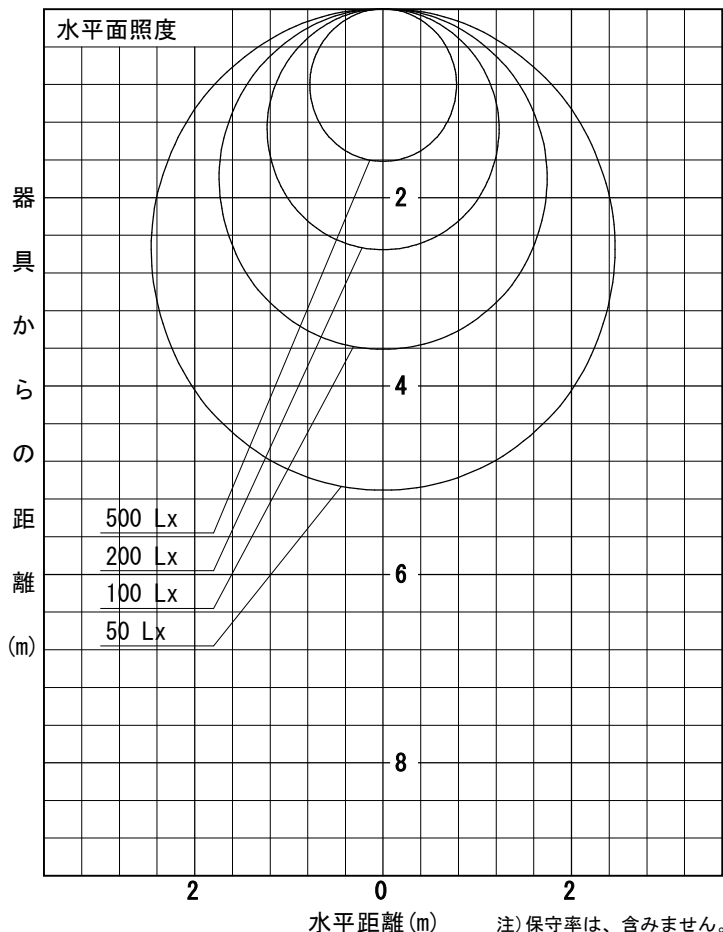 水平面照度
器具からの距離(m)
2
4
6
8
500 Lx
200 Lx
100 Lx
50 Lx
2
0
2
水平距離(m)
注)保守率は、含みません。